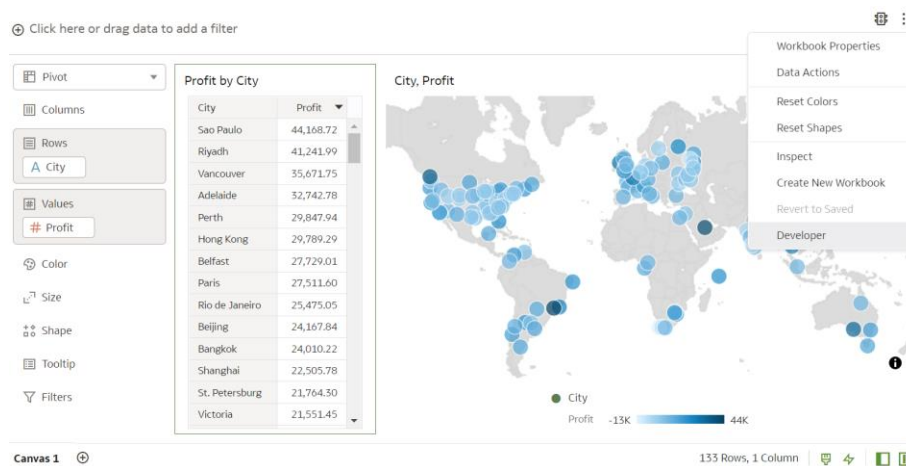 Click here or drag data to add a filter
Pivot
Columns
Rows
A City
Values
# Profit
Color
Size
Shape
Tooltip
Filters
Profit by City
City Profit
Sao Paulo 44,168.72
Riyadh 41,241.99
Vancouver 35,671.75
Adelaide 32,742.78
Perth 29,847.94
Hong Kong 29,789.29
Belfast 27,729.01
Paris 27,511.60
Rio de Janeiro 25,475.05
Beijing 24,167.84
Bangkok 24,010.22
Shanghai 22,505.78
St. Petersburg 21,764.30
Victoria 21,551.45
City, Profit
City
Profit -13K 44K
Workbook Properties
Data Actions
Reset Colors
Reset Shapes
Inspect
Create New Workbook
Revert to Saved
Developer
Canvas 1
133 Rows, 1 Column